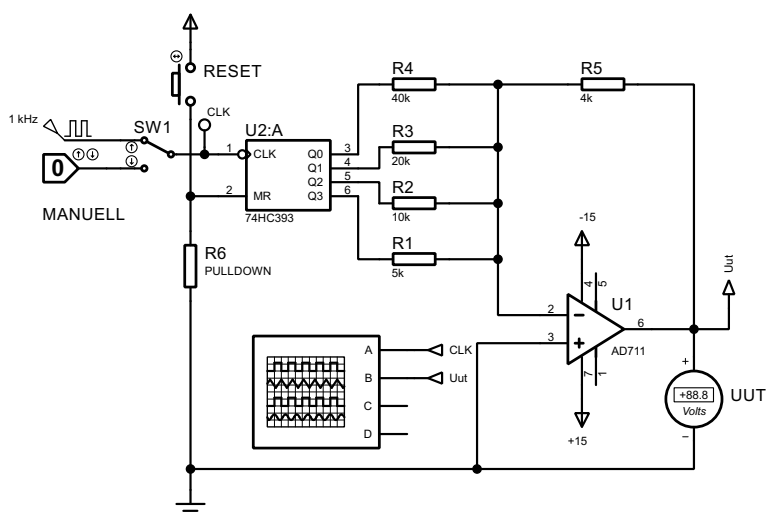 R4
R5
RESET
40k
4k
1 kHz
SW1
CLK
U2:A
R3
20k
1
CLK
Q0
3
Q1
4
Q2
5
Q3
6
0
2
MR
R2
10k
MANUELL
74HC393
R1
5k
-15
R6
PULLDOWN
4
5
U1
Uut
2
3
6
AD711
7
1
+15
A
CLK
B
Uut
C
D
+
+88.8
Volts
−
UUT